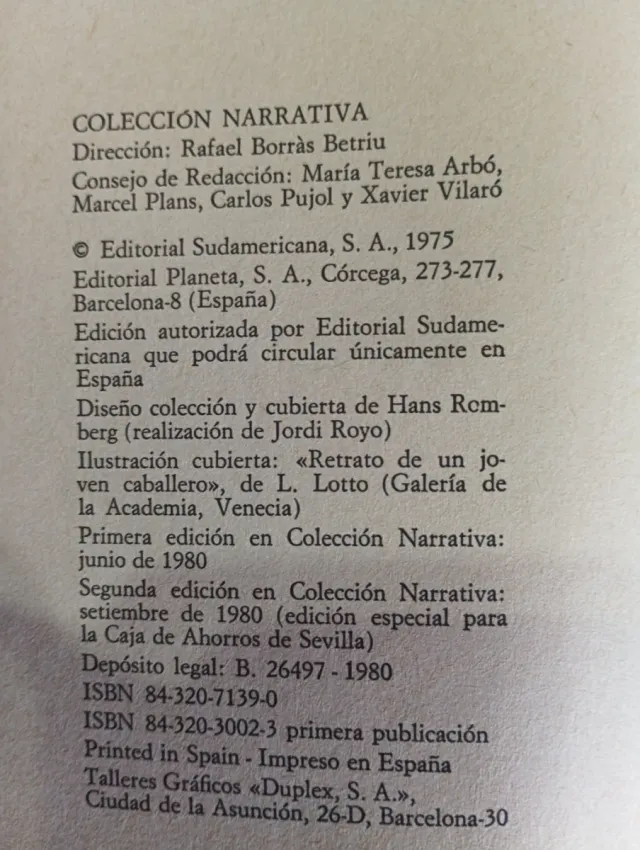 COLECCIÓN NARRATIVA
Dirección: Rafael Borràs Betriu
Consejo de Redacción: María Teresa Arbó,
Marcel Plans, Carlos Pujol y Xavier Vilaró
© Editorial Sudamericana, S. A., 1975
Editorial Planeta, S. A., Córcega, 273-277,
Barcelona-8 (España)
Edición autorizada por Editorial Sudame-
ricana que podrá circular únicamente en
España
Diseño colección y cubierta de Hans Rom-
berg (realización de Jordi Royo)
Ilustración cubierta: «Retrato de un jo-
ven caballero», de L. Lotto (Galería de
la Academia, Venecia)
Primera edición en Colección Narrativa:
junio de 1980
Segunda edición en Colección Narrativa:
setiembre de 1980 (edición especial para
la Caja de Ahorros de Sevilla)
Depósito legal: B. 26497 - 1980
ISBN 84-320-7139-0
ISBN 84-320-3002-3 primera publicación
Printed in Spain - Impreso en España
Talleres Gráficos «Duplex, S. A.»,
Ciudad de la Asunción, 26-D, Barcelona-30